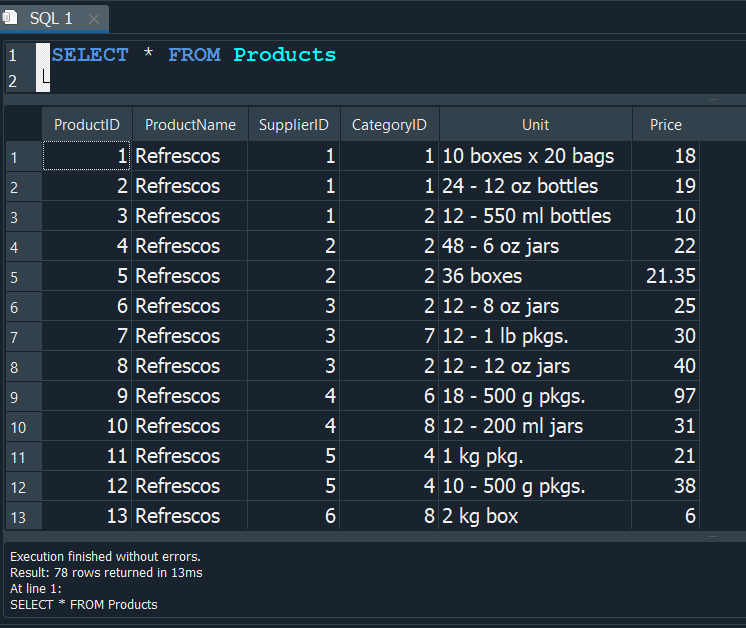 SQL 1
1 SELECT * FROM Products
2
ProductID ProductName SupplierID CategoryID Unit Price
1 1 Refrescos 1 1 10 boxes x 20 bags 18
2 2 Refrescos 1 1 24 - 12 oz bottles 19
3 3 Refrescos 1 2 12 - 550 ml bottles 10
4 4 Refrescos 2 2 48 - 6 oz jars 22
5 5 Refrescos 2 2 36 boxes 21.35
6 6 Refrescos 3 2 12 - 8 oz jars 25
7 7 Refrescos 3 7 12 - 1 lb pkgs. 30
8 8 Refrescos 3 2 12 - 12 oz jars 40
9 9 Refrescos 4 6 18 - 500 g pkgs. 97
10 10 Refrescos 4 8 12 - 200 ml jars 31
11 11 Refrescos 5 4 1 kg pkg. 21
12 12 Refrescos 5 4 10 - 500 g pkgs. 38
13 13 Refrescos 6 8 2 kg box 6
Execution finished without errors.
Result: 78 rows returned in 13ms
At line 1:
SELECT * FROM Products